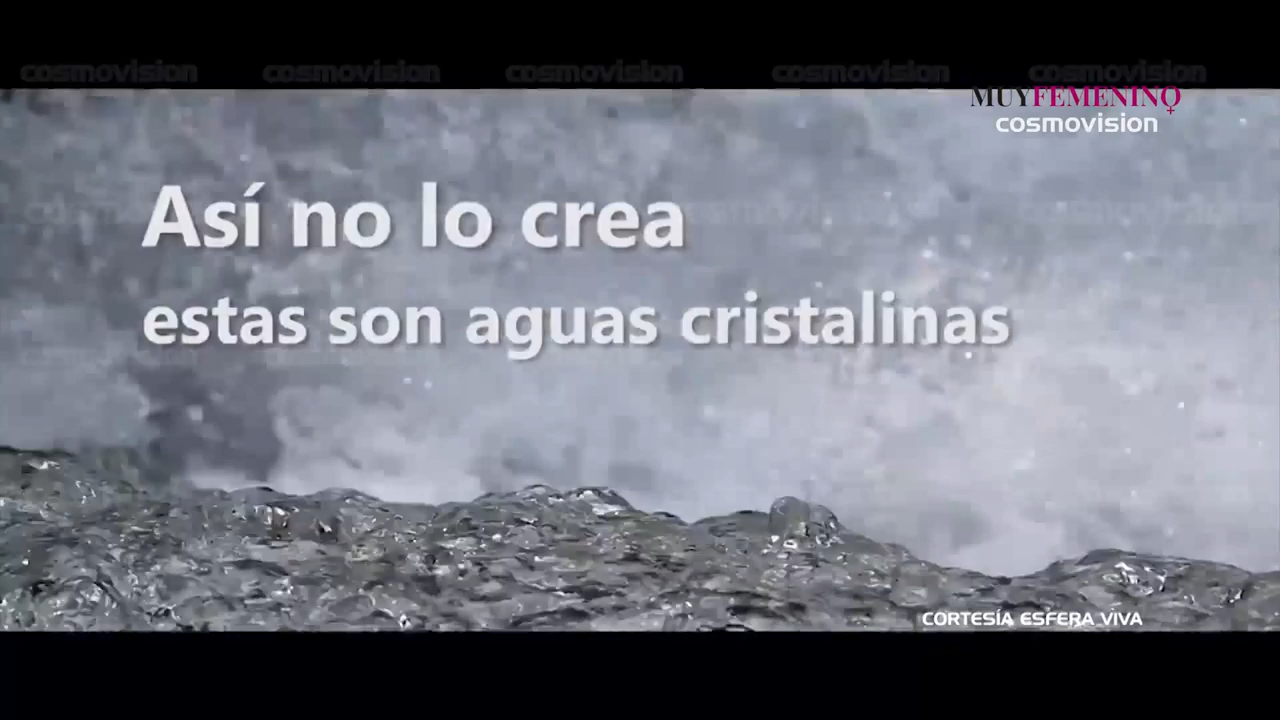 cosmovision cosmovision cosmovision cosmovision cosmovision
MUYFEMENINO
cosmovision
Así no lo crea
estas son aguas cristalinas
CORTESÍA ESFERA VIVA